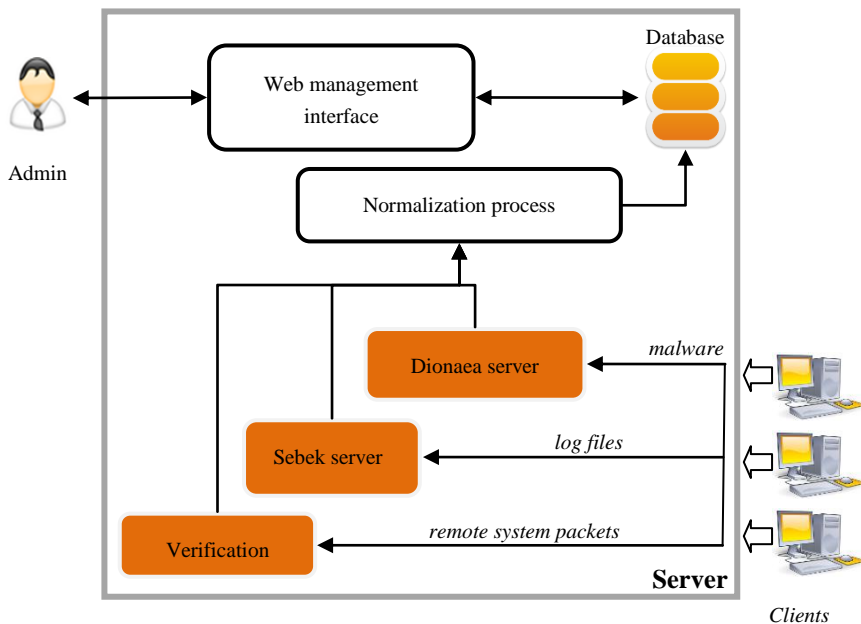 Database
Web management
interface
Admin
Normalization process
Dionaea server
malware
Sebek server
log files
Verification
remote system packets
Server
Clients